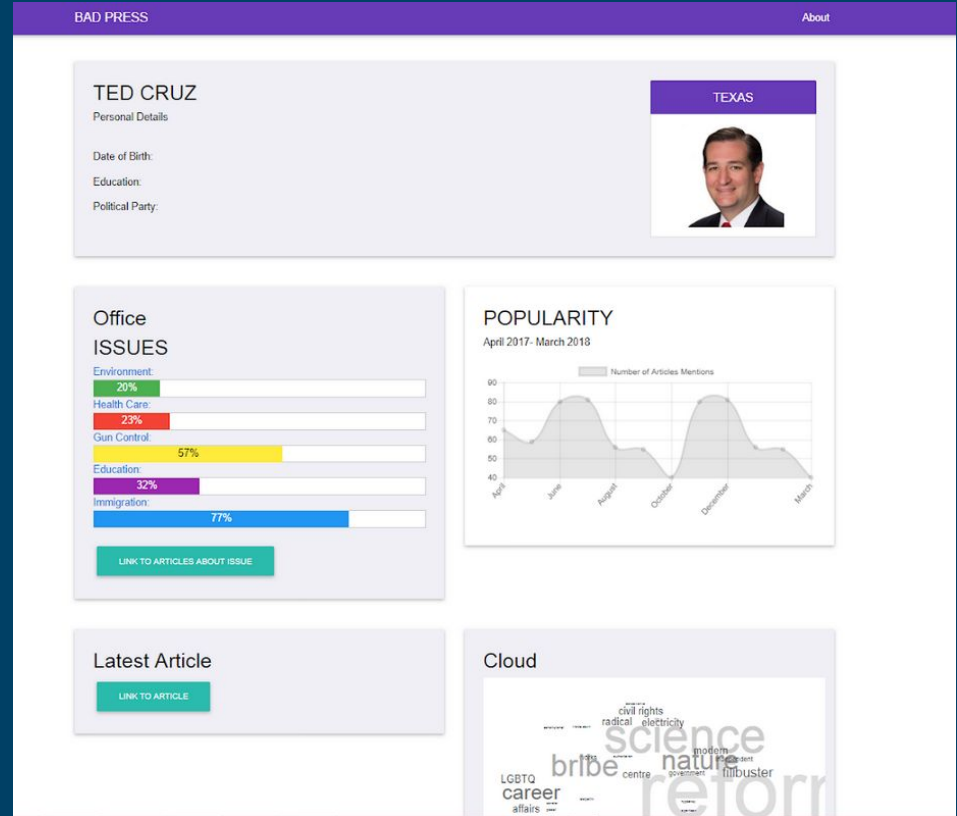 BAD PRESS
About
TED CRUZ
Personal Details
Date of Birth:
Education:
Political Party:
TEXAS
Office
ISSUES
Environment:
20%
Health Care:
23%
Gun Control:
57%
Education:
32%
Immigration:
77%
LINK TO ARTICLES ABOUT ISSUE
POPULARITY
April 2017- March 2018
Number of Articles Mentions
90
80
70
60
50
40
April
June
August
October
December
March
Latest Article
LINK TO ARTICLE
Cloud
civil rights
radical electricity
science
modern
bribe
nature
centre
government
filibuster
LGBTQ
career
affairs
reform